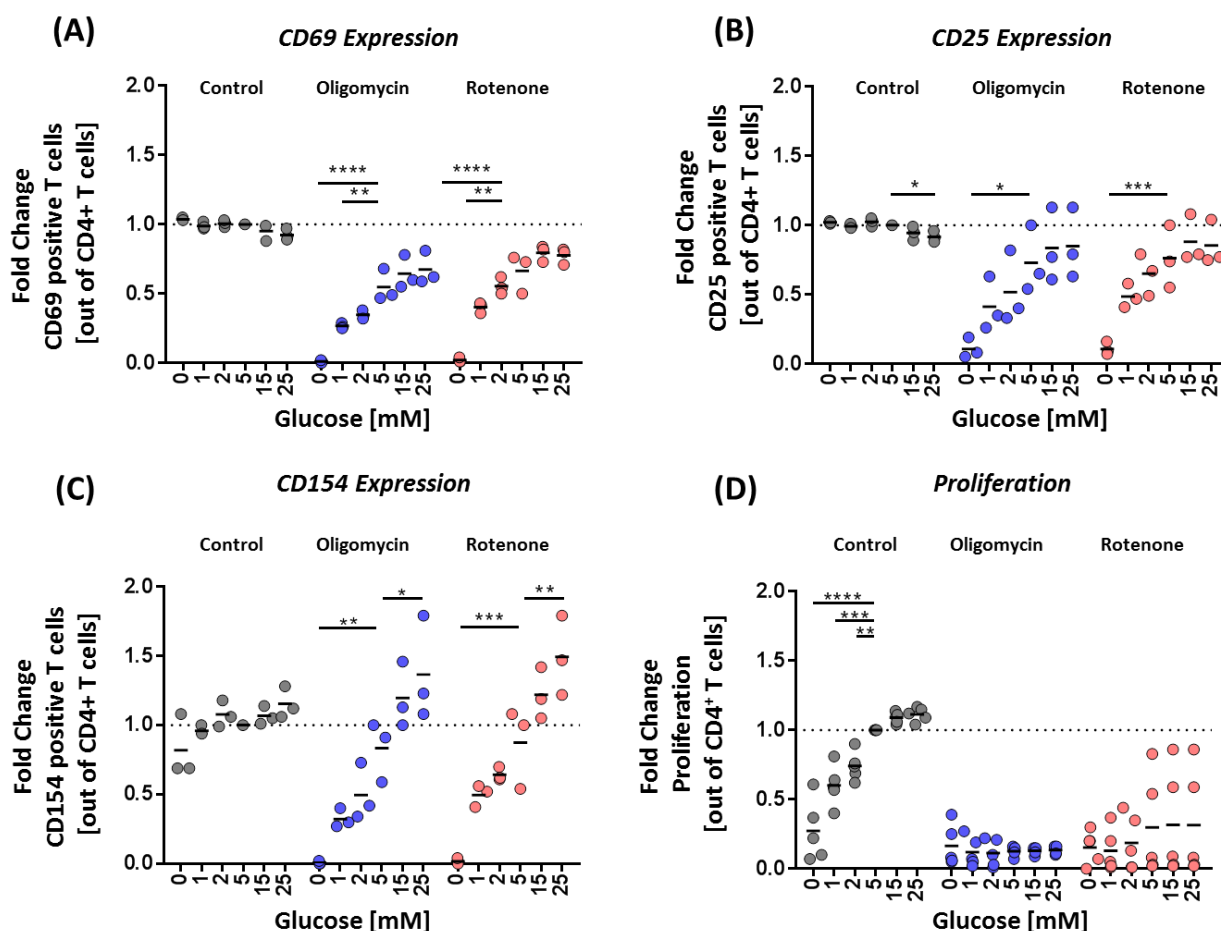 (A)
CD69 Expression
Control Oligomycin Rotenone
Fold Change
CD69 positive T cells
[out of CD4+ T cells]
2.0
1.5
1.0
0.5
0.0
**** ****
** **
0 1 2 5 15 25 0 1 2 5 15 25 0 1 2 5 15 25
Glucose [mM]
(B)
CD25 Expression
Control Oligomycin Rotenone
Fold Change
CD25 positive T cells
[out of CD4+ T cells]
2.0
1.5
1.0
0.5
0.0
* * ***
0 1 2 5 15 25 0 1 2 5 15 25 0 1 2 5 15 25
Glucose [mM]
(C)
CD154 Expression
Control Oligomycin Rotenone
Fold Change
CD154 positive T cells
[out of CD4+ T cells]
2.0
1.5
1.0
0.5
0.0
* **
** ***
0 1 2 5 15 25 0 1 2 5 15 25 0 1 2 5 15 25
Glucose [mM]
(D)
Proliferation
Control Oligomycin Rotenone
Fold Change
Proliferation
[out of CD4⁺ T cells]
2.0
1.5
1.0
0.5
0.0
****
***
**
0 1 2 5 15 25 0 1 2 5 15 25 0 1 2 5 15 25
Glucose [mM]